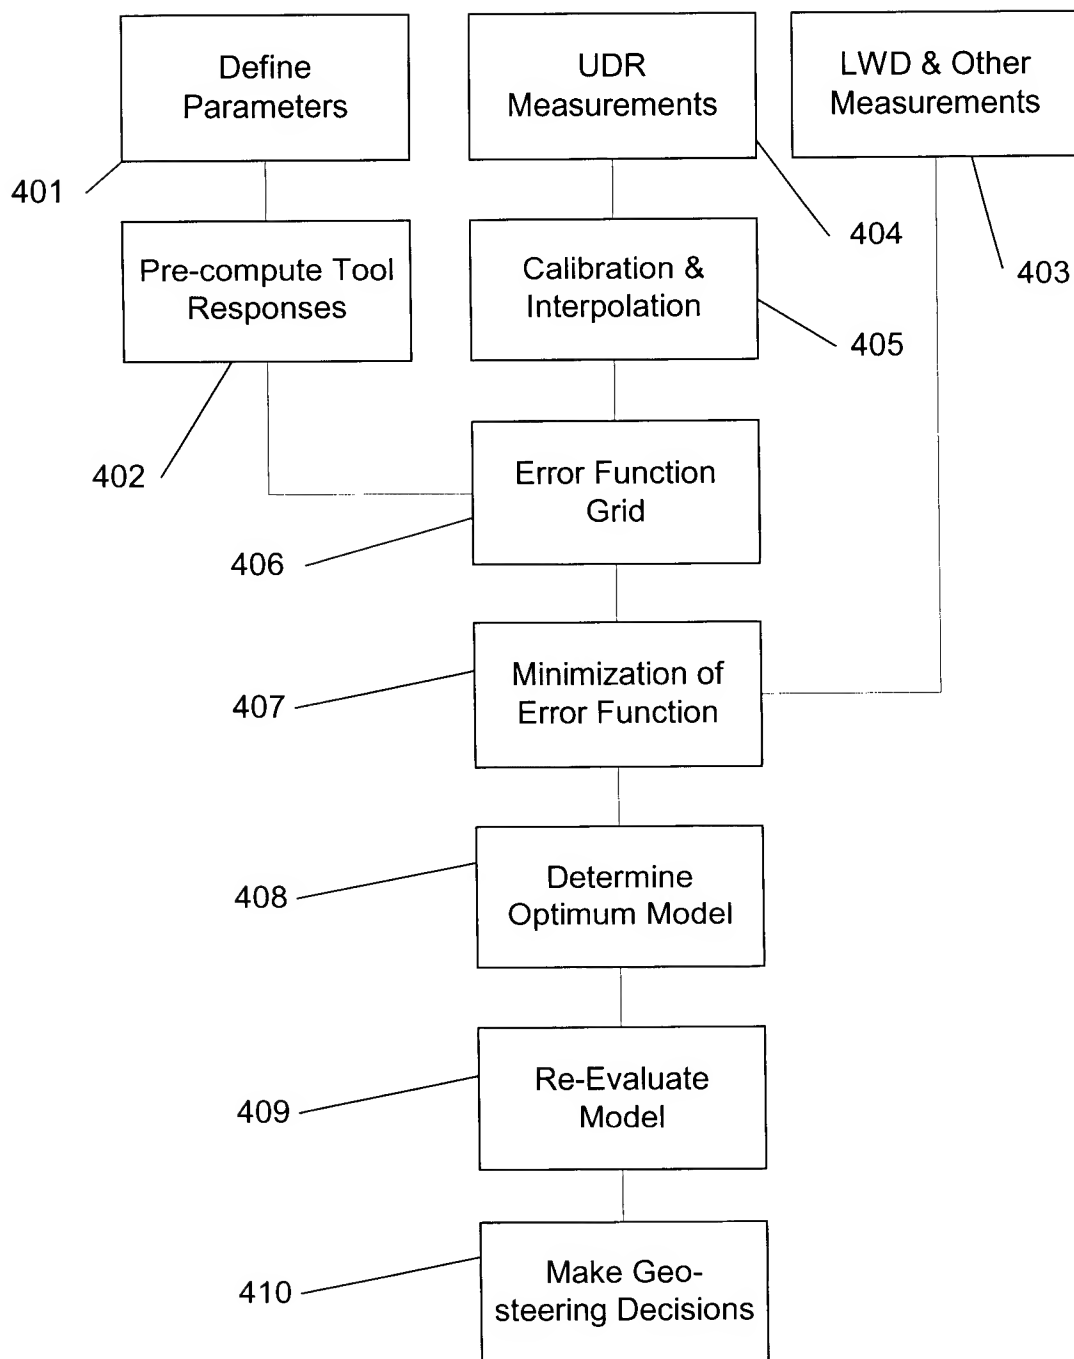 Define
Parameters
UDR
Measurements
LWD & Other
Measurements
401
404
403
Pre-compute Tool
Responses
Calibration &
Interpolation
405
402
Error Function
Grid
406
Minimization of
Error Function
407
Determine
Optimum Model
408
Re-Evaluate
Model
409
Make Geo-
steering Decisions
410